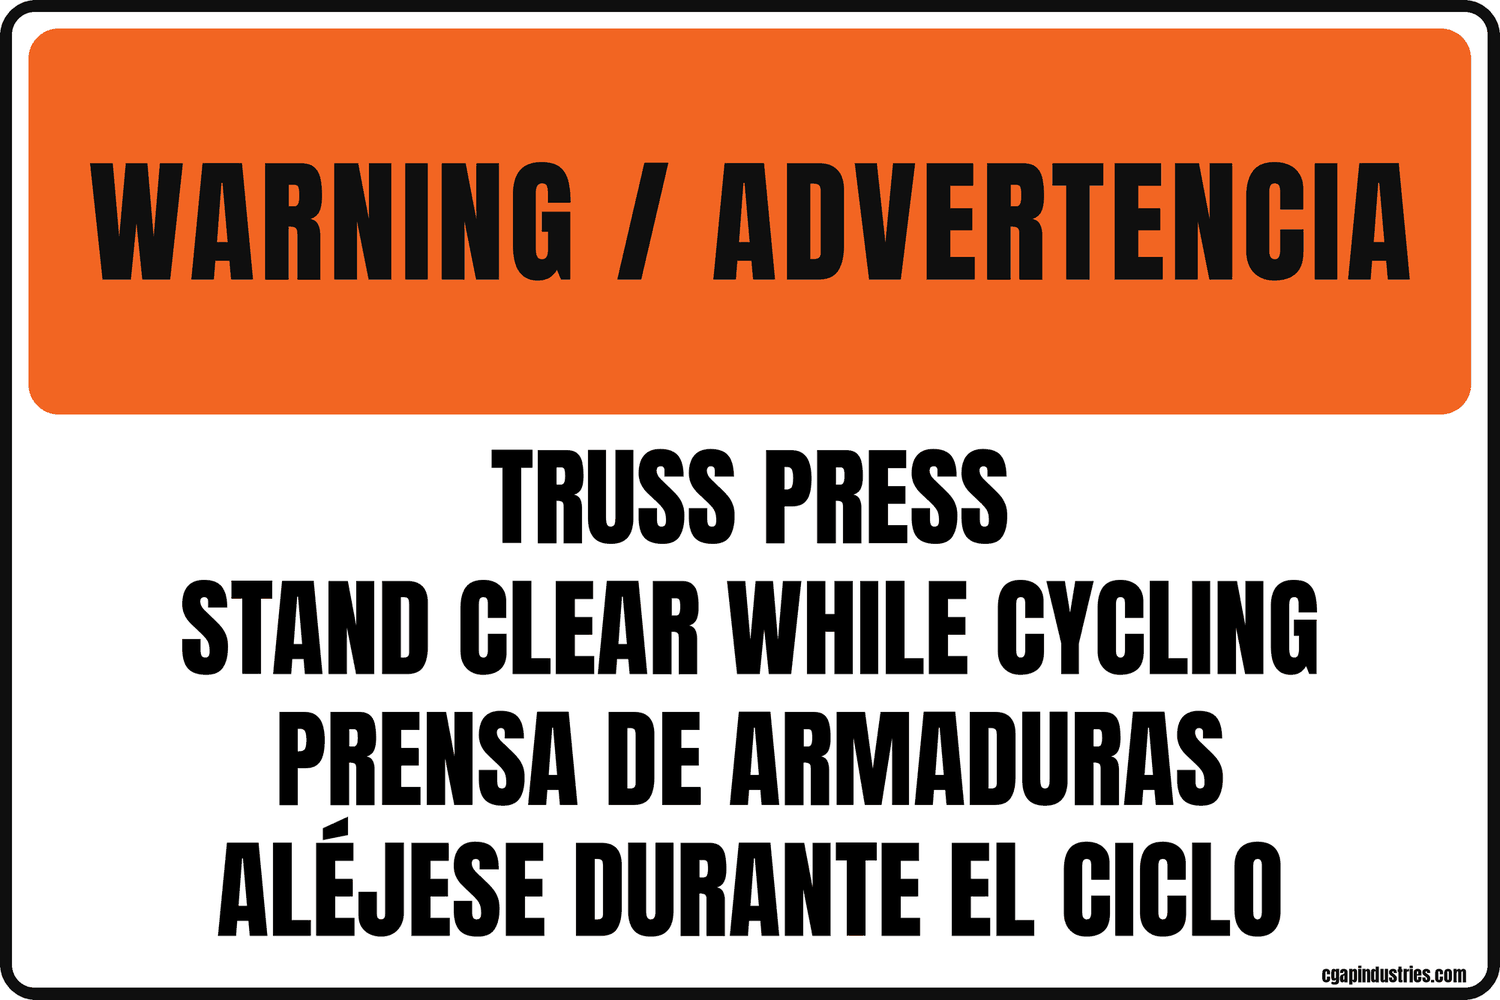 WARNING / ADVERTENCIA
TRUSS PRESS
STAND CLEAR WHILE CYCLING
PRENSA DE ARMADURAS
ALÉJESE DURANTE EL CICLO
cgapindustries.com